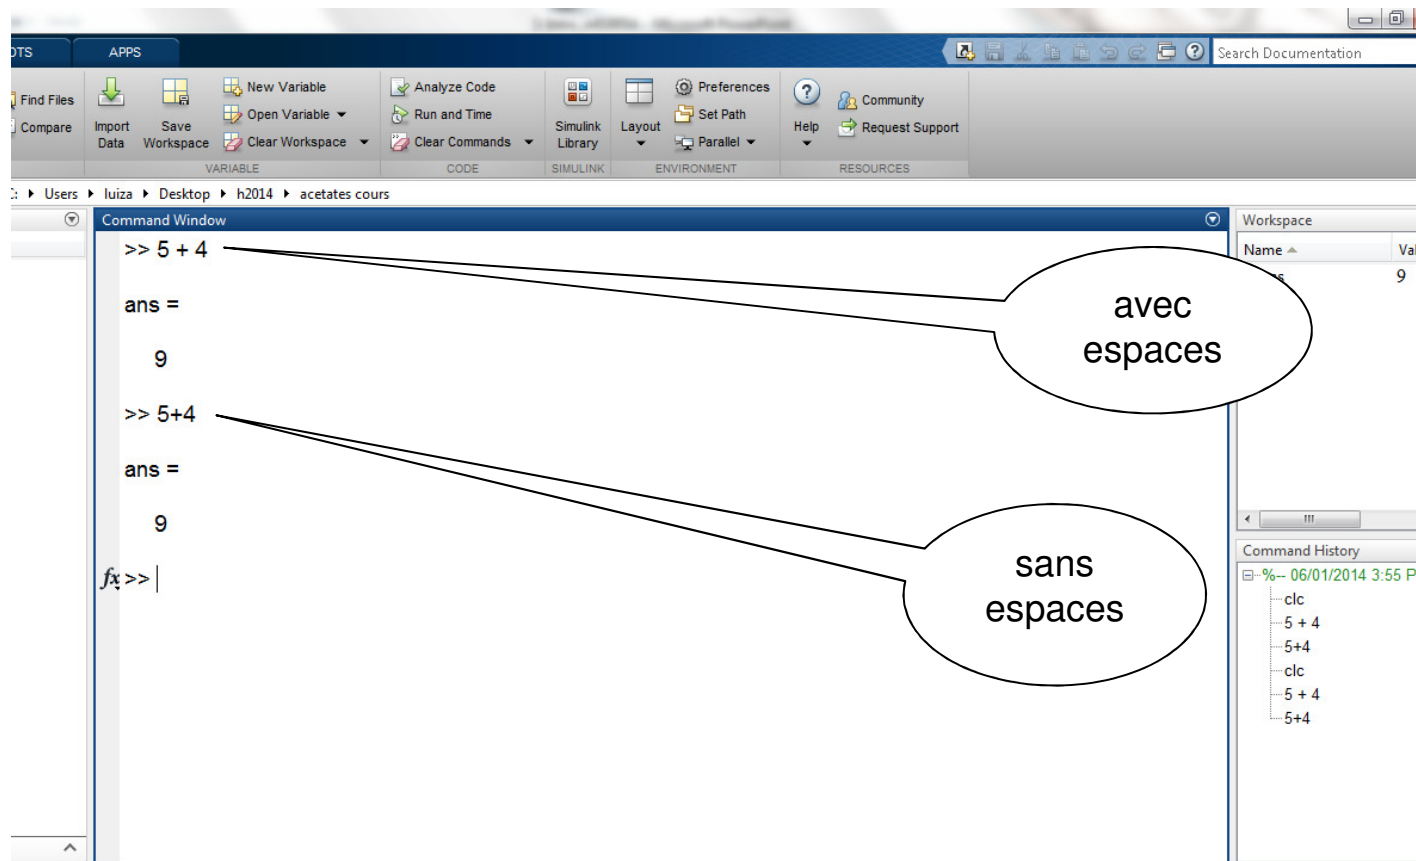 APPS
Search Documentation
Find Files
Compare
Import
Data
Save
Workspace
New Variable
Open Variable
Clear Workspace
VARIABLE
Analyze Code
Run and Time
Clear Commands
CODE
Simulink
Library
SIMULINK
Layout
Preferences
Set Path
Parallel
ENVIRONMENT
Help
Community
Request Support
RESOURCES
Users luiza Desktop h2014 acetates cours
Command Window
>> 5 + 4
ans =
9
>> 5+4
ans =
9
fx >>
avec
espaces
sans
espaces
Workspace
Name
9
Command History
%-- 06/01/2014 3:55 P
clc
5 + 4
5+4
clc
5 + 4
5+4